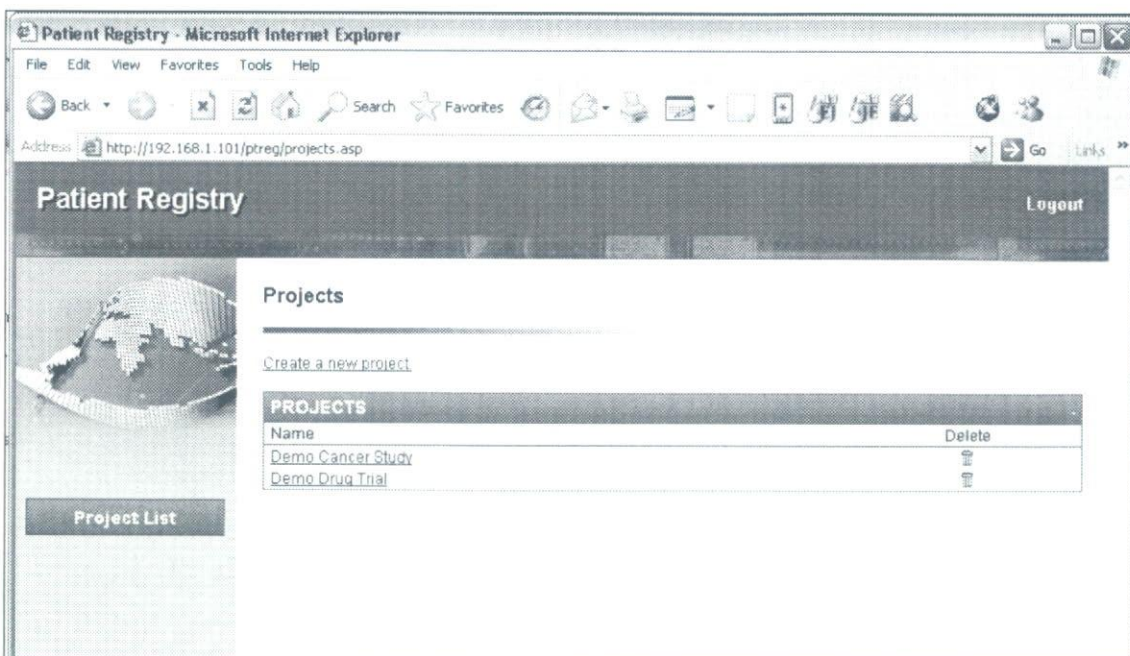 Patient Registry - Microsoft Internet Explorer
File Edit View Favorites Tools Help
Back Search Favorites
Address http://192.168.1.101/ptreg/projects.asp Go Links »
Patient Registry
Logout
Projects
Create a new project
PROJECTS
Name Delete
Demo Cancer Study
Demo Drug Trial
Project List